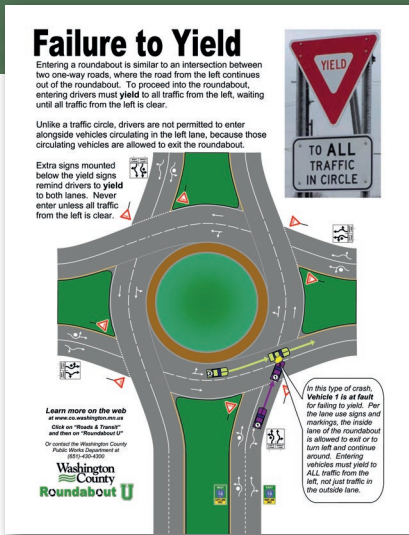 Failure to Yield
Entering a roundabout is similar to an intersection between
two one-way roads, where the road from the left continues
out of the roundabout. To proceed into the roundabout,
entering drivers must yield to all traffic from the left, waiting
until all traffic from the left is clear.
Unlike a traffic circle, drivers are not permitted to enter
alongside vehicles circulating in the left lane, because those
circulating vehicles are allowed to exit the roundabout.
Extra signs mounted
below the yield signs
remind drivers to yield
to both lanes. Never
enter unless all traffic
from the left is clear.
YIELD
TO ALL
TRAFFIC
IN CIRCLE
In this type of crash,
Vehicle 1 is at fault
for failing to yield. Per
the lane use signs and
markings, the inside
lane of the roundabout
is allowed to exit or to
turn left and continue
around. Entering
vehicles must yield to
ALL traffic from the
left, not just traffic in
the outside lane.
Learn more on the web
at www.co.washington.mn.us
Click on "Roads & Transit"
and then on "Roundabout U"
Or contact the Washington County
Public Works Department at
(651)-430-4300
Washington
County
Roundabout U